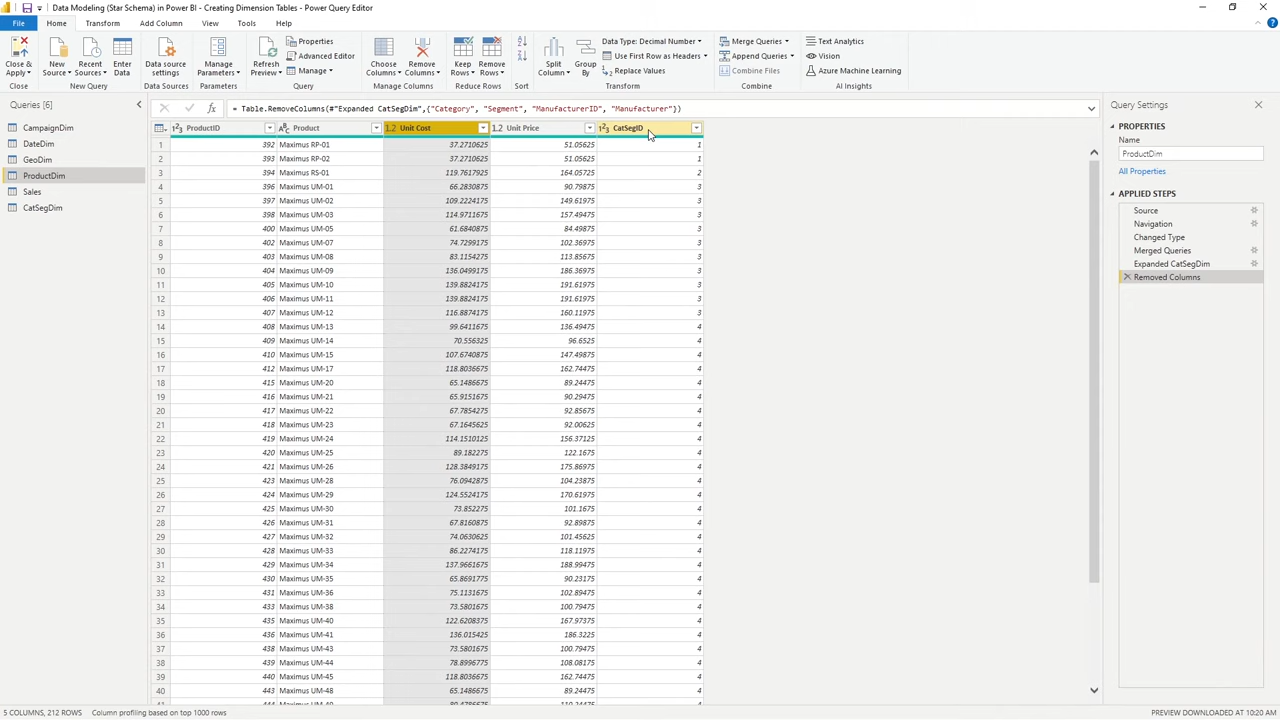 Data Modeling (Star Schema) in Power BI - Creating Dimension Tables - Power Query Editor
File Home Transform Add Column View Tools Help
Close & Apply
New Source
Recent Sources
Enter Data
Data source settings
Manage Parameters
Refresh Preview
Properties
Advanced Editor
Manage
Choose Columns
Remove Columns
Keep Rows
Remove Rows
Split Column
Group By
Data Type: Decimal Number
Use First Row as Headers
Replace Values
Merge Queries
Append Queries
Combine Files
Text Analytics
Vision
Azure Machine Learning
Close New Query Data Sources Parameters Query Manage Columns Reduce Rows Sort Transform Combine AI Insights
Queries [6]
CampaignDim
DateDim
GeoDim
ProductDim
Sales
CatSegDim
= Table.RemoveColumns(#"Expanded CatSegDim",{"Category", "Segment", "ManufacturerID", "Manufacturer"})
ProductID Product Unit Cost Unit Price CatSegID
1 392 Maximus RP-01 37.2710625 51.05625 1
2 393 Maximus RP-02 37.2710625 51.05625 1
3 394 Maximus RS-01 119.7617925 164.05725 2
4 396 Maximus UM-01 66.2830875 90.79875 3
5 397 Maximus UM-02 109.2224175 149.61975 3
6 398 Maximus UM-03 114.9711675 157.49475 3
7 400 Maximus UM-05 61.6840875 84.49875 3
8 402 Maximus UM-07 74.7299175 102.36975 3
9 403 Maximus UM-08 83.1154275 113.85675 3
10 404 Maximus UM-09 136.0499175 186.36975 3
11 405 Maximus UM-10 139.8824175 191.61975 3
12 406 Maximus UM-11 139.8824175 191.61975 3
13 407 Maximus UM-12 116.8874175 160.11975 3
14 408 Maximus UM-13 99.6411675 136.49475 4
15 409 Maximus UM-14 70.556325 96.6525 4
16 410 Maximus UM-15 107.6740875 147.49875 4
17 412 Maximus UM-17 118.8036675 162.74475 4
18 415 Maximus UM-20 65.1486675 89.24475 4
19 416 Maximus UM-21 65.9151675 90.29475 4
20 417 Maximus UM-22 67.7854275 92.85675 4
21 418 Maximus UM-23 67.1645625 92.00625 4
22 419 Maximus UM-24 114.1510125 156.37125 4
23 420 Maximus UM-25 89.182275 122.1675 4
24 421 Maximus UM-26 128.3849175 175.86975 4
25 423 Maximus UM-28 76.0942875 104.23875 4
26 424 Maximus UM-29 124.5524175 170.61975 4
27 425 Maximus UM-30 73.852275 101.1675 4
28 426 Maximus UM-31 67.8160875 92.89875 4
29 427 Maximus UM-32 74.0630625 101.45625 4
30 428 Maximus UM-33 86.2274175 118.11975 4
31 429 Maximus UM-34 137.9661675 188.99475 4
32 430 Maximus UM-35 65.8691775 90.23175 4
33 431 Maximus UM-36 75.1131675 102.89475 4
34 433 Maximus UM-38 73.5801675 100.79475 4
35 435 Maximus UM-40 122.6208375 167.97375 4
36 436 Maximus UM-41 136.015425 186.3225 4
37 438 Maximus UM-43 73.5801675 100.79475 4
38 439 Maximus UM-44 78.8996775 108.08175 4
39 440 Maximus UM-45 118.8036675 162.74475 4
40 443 Maximus UM-48 65.1486675 89.24475 4
Query Settings
PROPERTIES
Name
ProductDim
All Properties
APPLIED STEPS
Source
Navigation
Changed Type
Merged Queries
Expanded CatSegDim
Removed Columns
5 COLUMNS, 212 ROWS Column profiling based on top 1000 rows
PREVIEW DOWNLOADED AT 10:20 AM